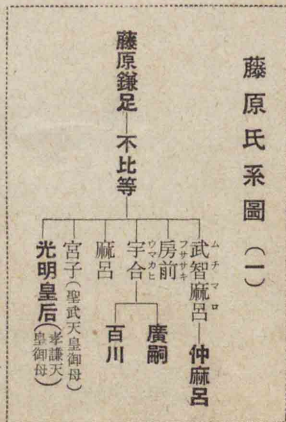 藤原氏系圖（一）
藤原鎌足―不比等
武智麻呂―仲麻呂
ムチマロ
房前
フササキ
宇合
ウマカヒ
廣嗣
百川
麻呂
宮子（聖武天皇御母）
光明皇后（孝謙天皇御母）